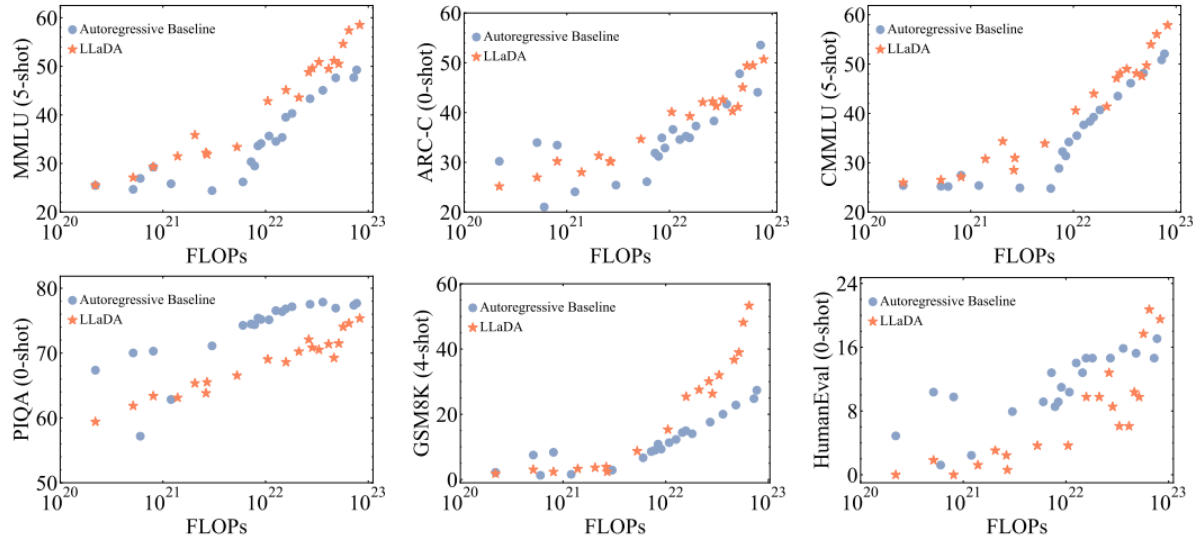 MMLU (5-shot)
60
50
40
30
20
Autoregressive Baseline
LLaDA
10^20
10^21
10^22
10^23
FLOPs
ARC-C (0-shot)
60
50
40
30
20
Autoregressive Baseline
LLaDA
10^20
10^21
10^22
10^23
FLOPs
CMMLU (5-shot)
60
50
40
30
20
Autoregressive Baseline
LLaDA
10^20
10^21
10^22
10^23
FLOPs
PIQA (0-shot)
80
70
60
50
Autoregressive Baseline
LLaDA
10^20
10^21
10^22
10^23
FLOPs
GSM8K (4-shot)
60
40
20
0
Autoregressive Baseline
LLaDA
10^20
10^21
10^22
10^23
FLOPs
HumanEval (0-shot)
24
16
8
0
Autoregressive Baseline
LLaDA
10^20
10^21
10^22
10^23
FLOPs